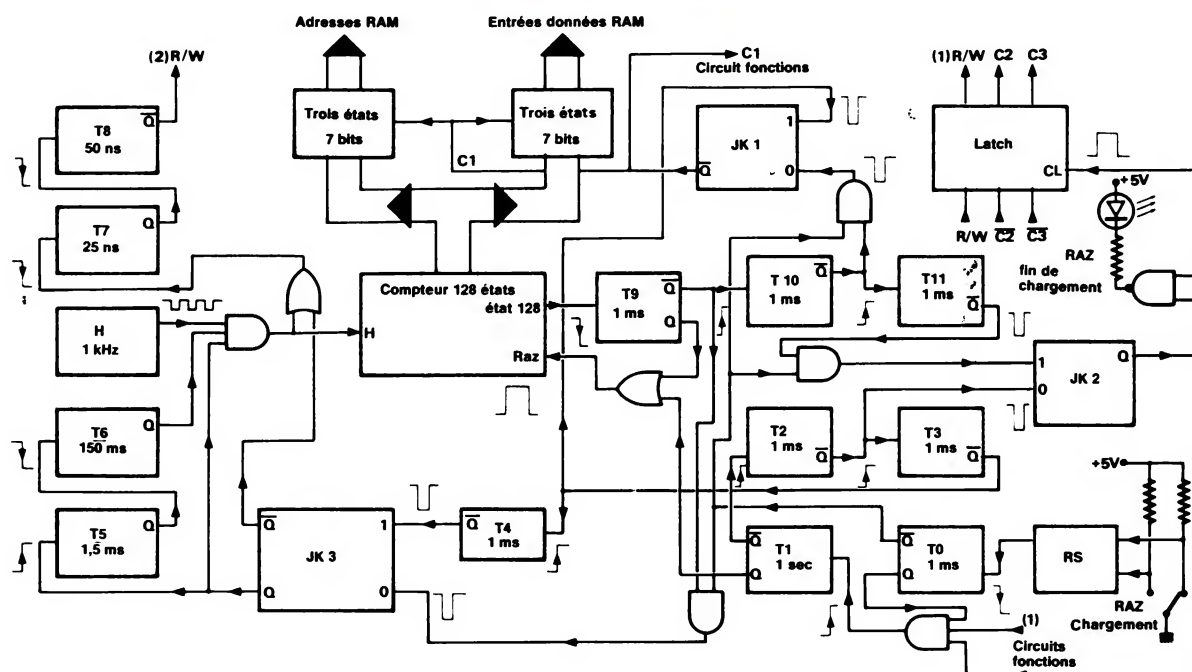 Adresses RAM
Entrées données RAM
(2) R/W
C1
Circuit fonctions
(1) R/W C2 C3
T8
50 ns
Q̅
Trois états
7 bits
Trois états
7 bits
C1
JK 1
1
Q̅
0
Latch
CL
+5V
R/W C̅2̅ C̅3̅
RAZ
fin de
chargement
T7
25 ns
Q
H
1 kHz
H
Compteur 128 états
état 128
Raz
T9
1 ms
Q̅
Q
T 10
1 ms
Q̅
T11
1 ms
Q̅
1
0
JK 2
Q
T6
150 ms
Q
T2
1 ms
Q̅
T3
1 ms
Q̅
+5V
T5
1,5 ms
Q
Q̅
JK 3
1
Q
0
Q̅
T4
1 ms
Q̅
T1
1 sec
Q
Q̅
T0
1 ms
Q
RS
RAZ
Chargement
(1)
Circuits
fonctions